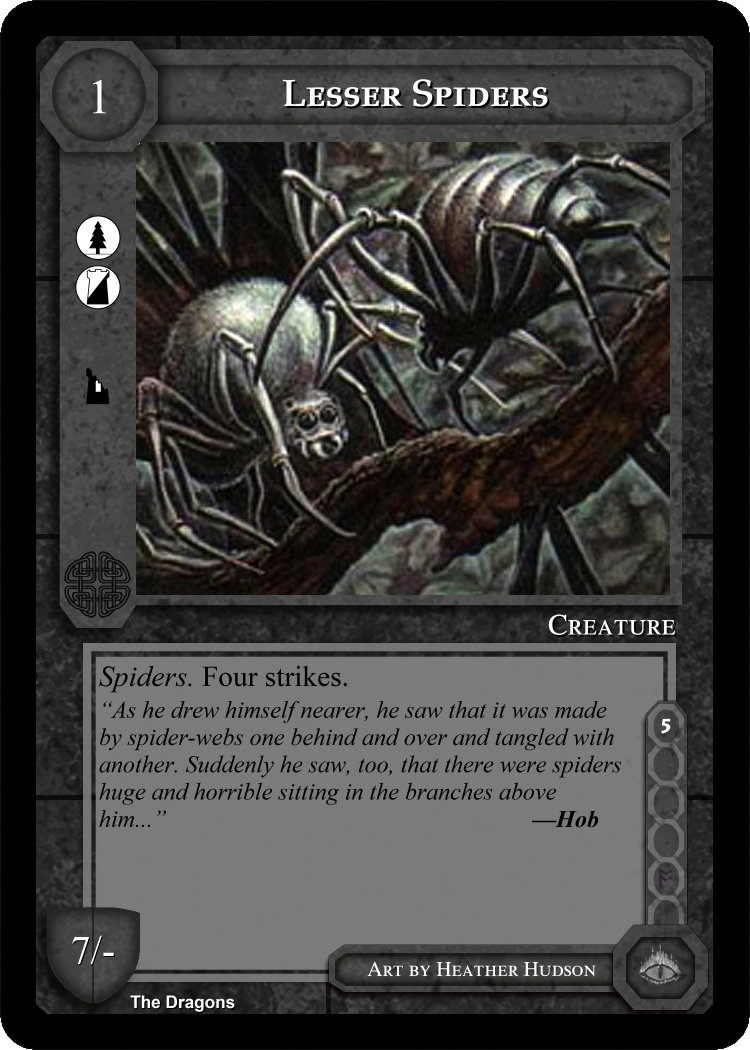 1
LESSER SPIDERS
CREATURE
Spiders. Four strikes.
“As he drew himself nearer, he saw that it was made
by spider-webs one behind and over and tangled with
another. Suddenly he saw, too, that there were spiders
huge and horrible sitting in the branches above
him...” —Hob
5
7/-
ART BY HEATHER HUDSON
The Dragons